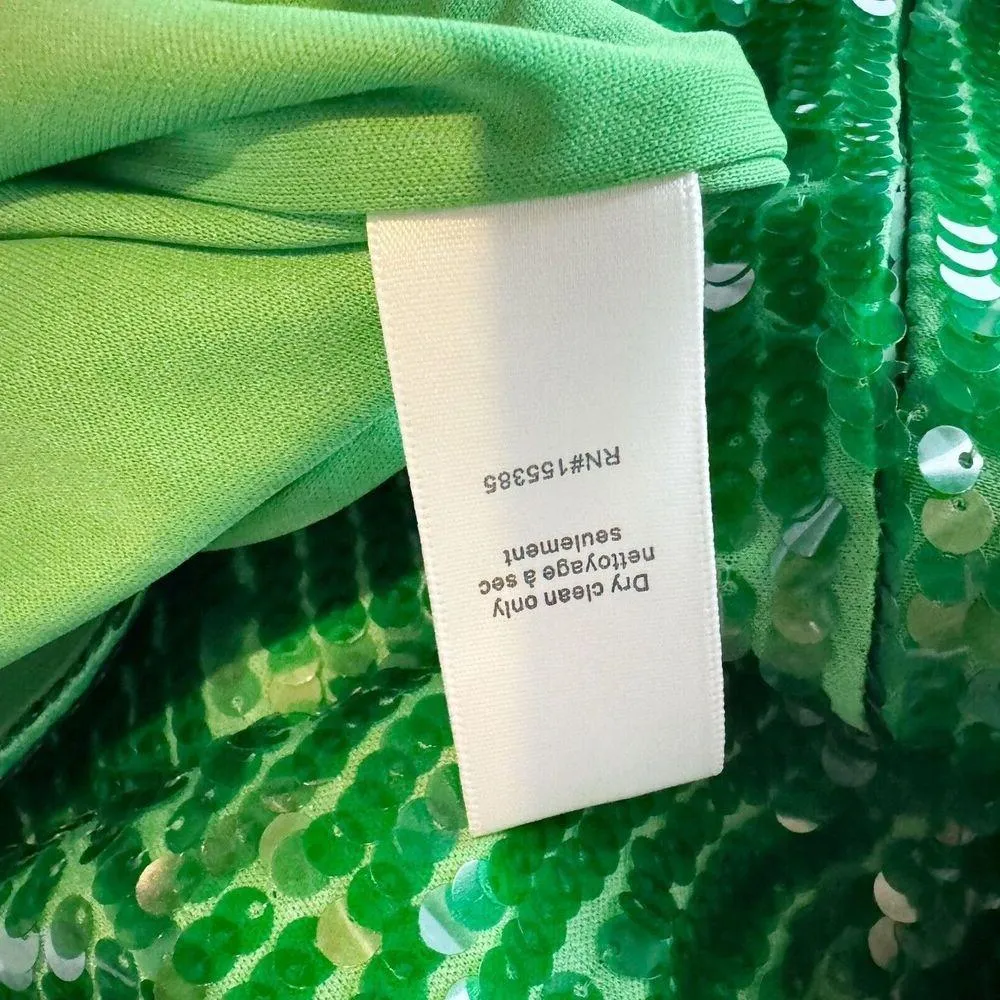 Dry clean only
nettoyage à sec
seulement
RN#155385